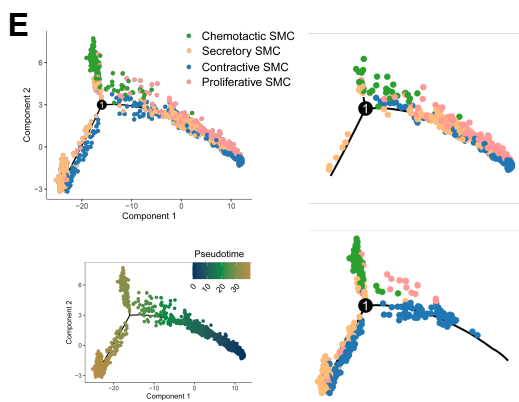 E
Chemotactic SMC
Secretory SMC
Contractive SMC
Proliferative SMC
Component 2
6
3
0
−3
1
−20
−10
0
10
Component 1
1
Pseudotime
0
10
20
30
Component 2
6
3
0
−3
−20
−10
0
10
Component 1
1